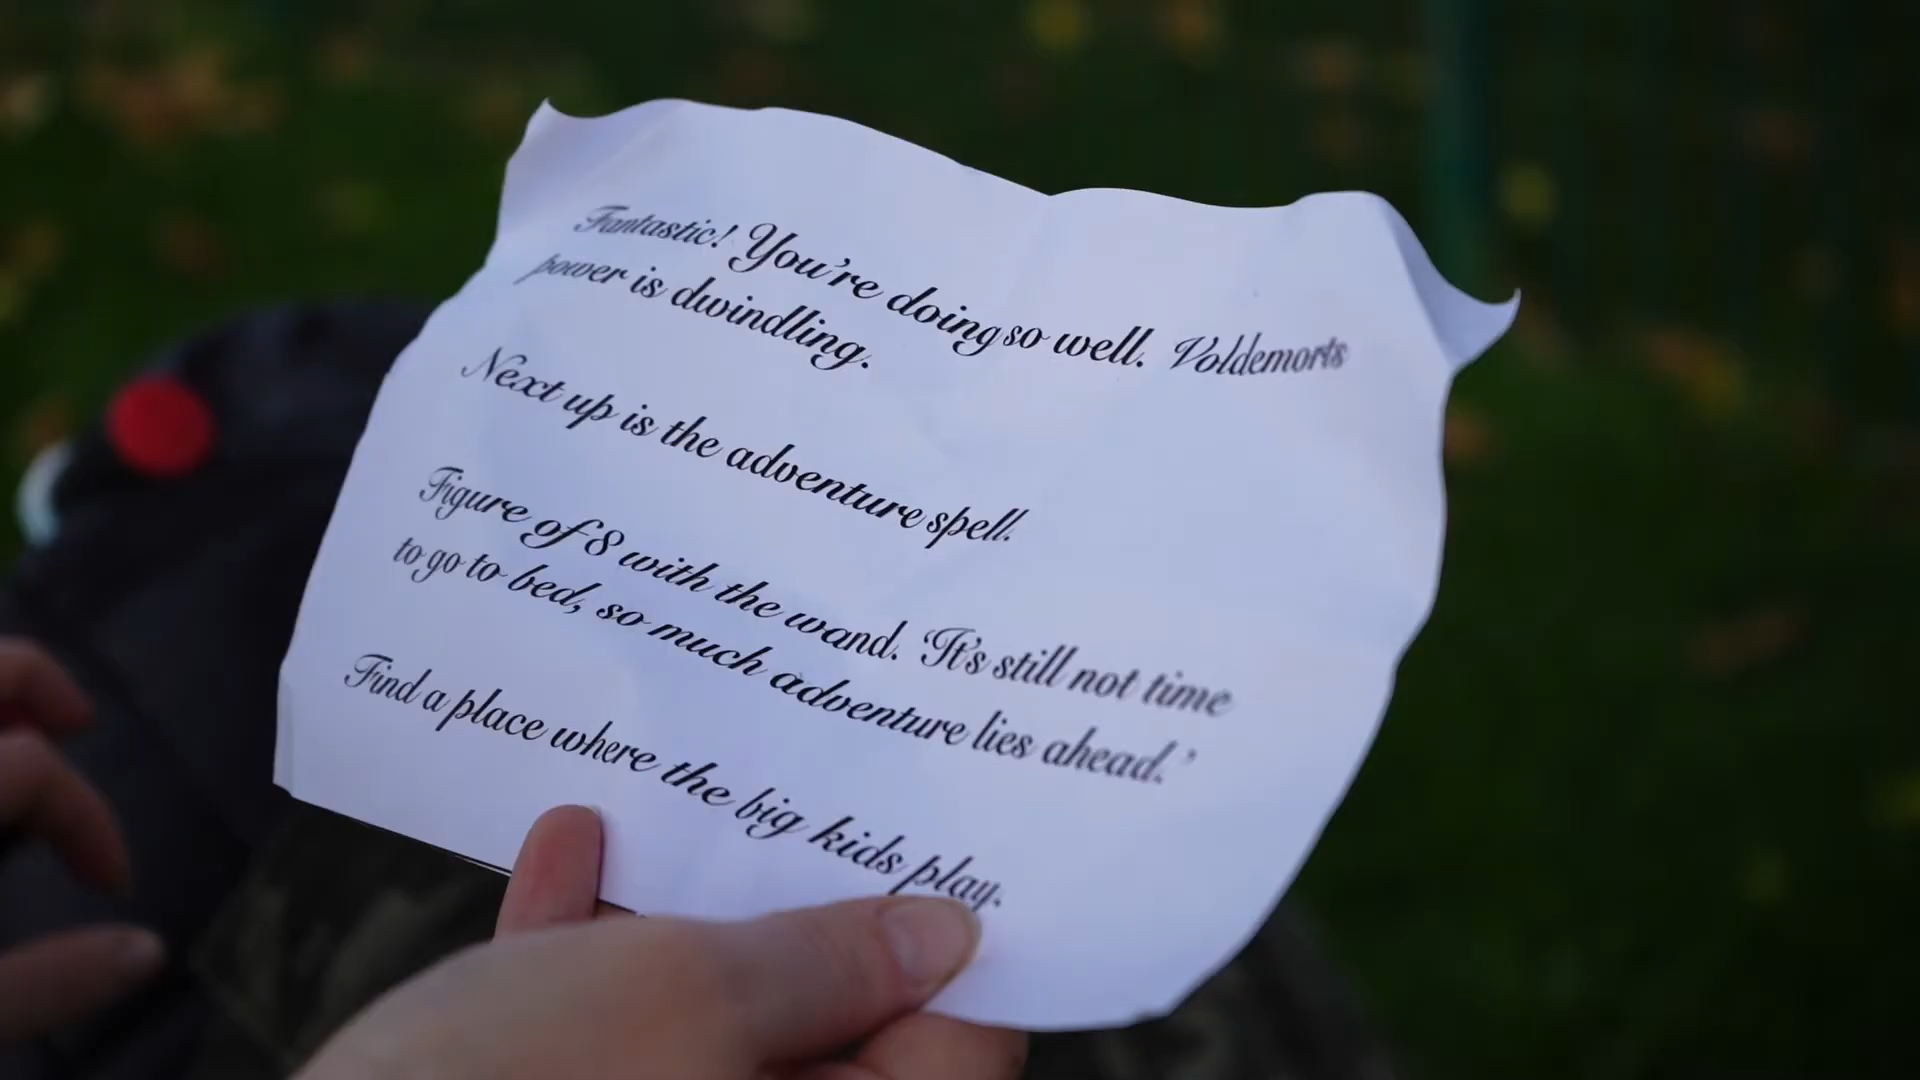 Fantastic! You're doing so well. Voldemorts
power is dwindling.
Next up is the adventure spell.
Figure of 8 with the wand. 'It's still not time
to go to bed, so much adventure lies ahead.'
Find a place where the big kids play.